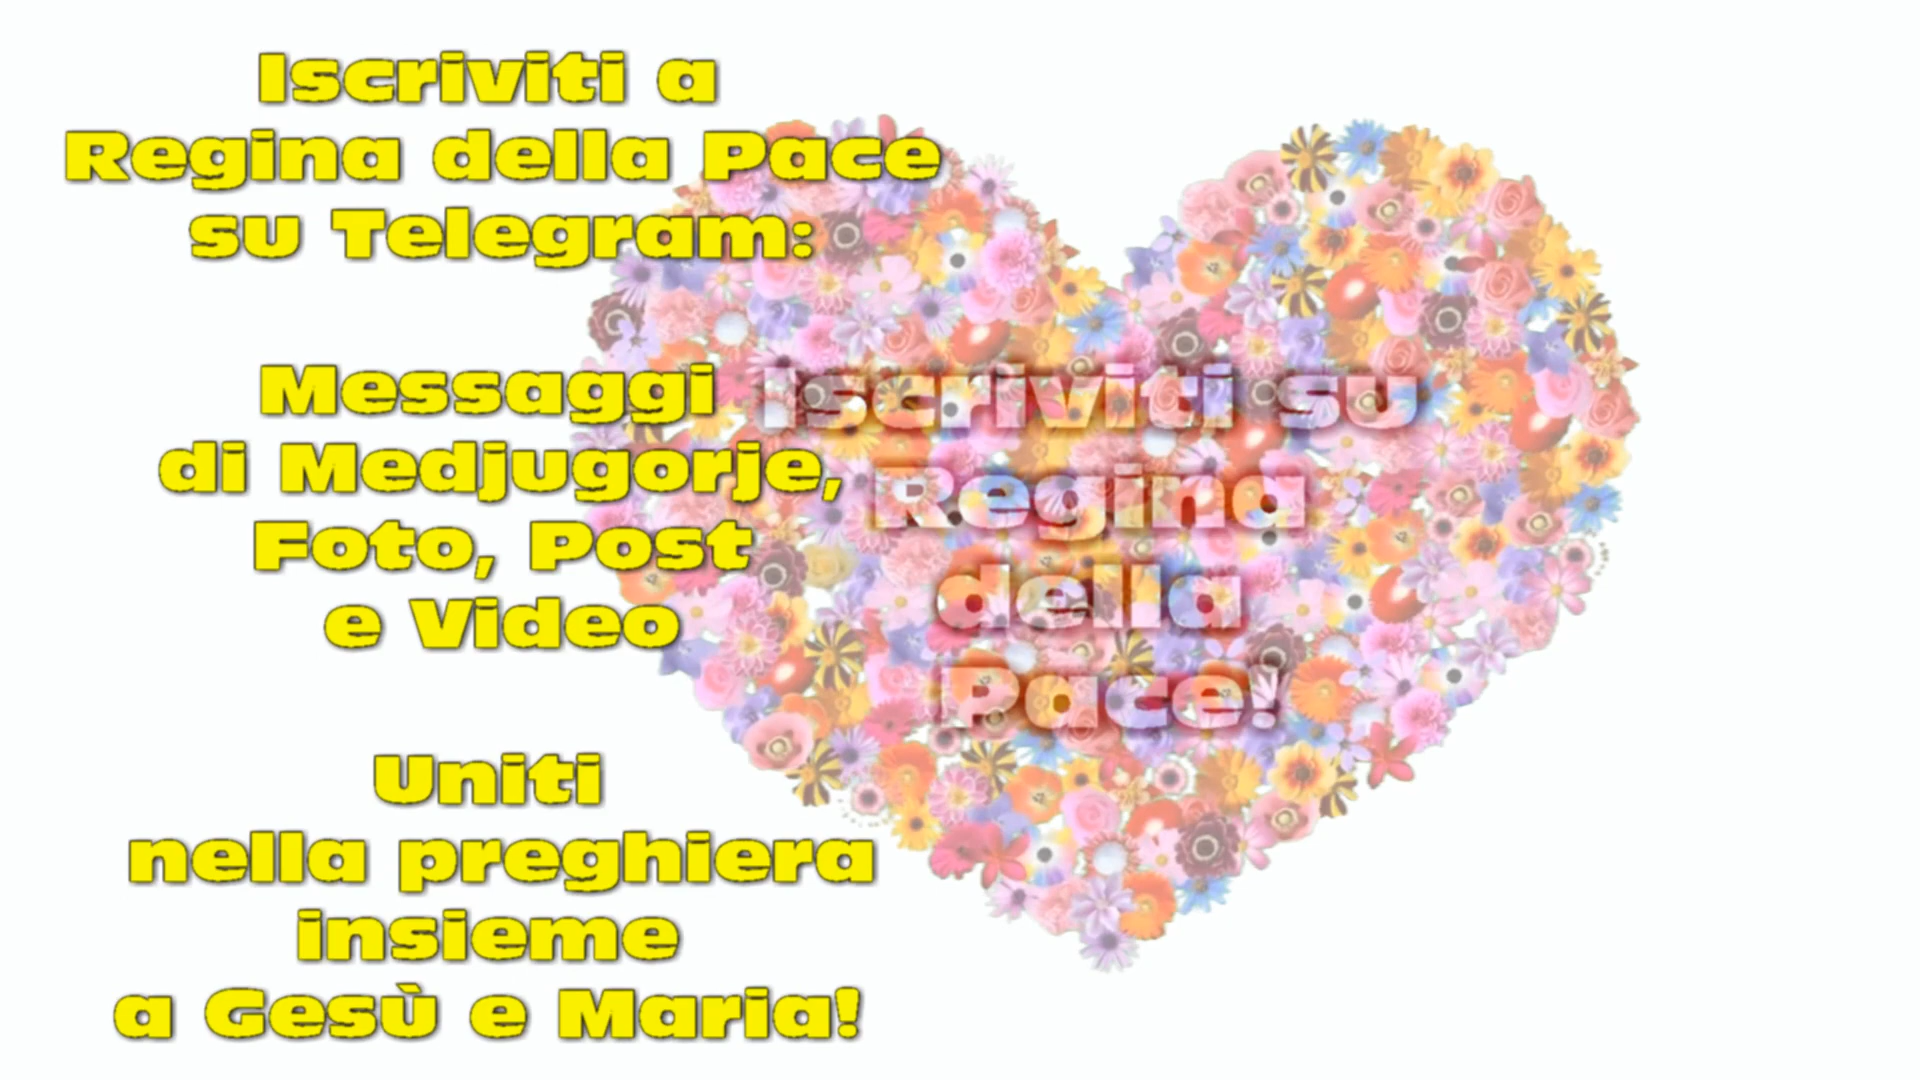 Iscriviti a
Regina della Pace
su Telegram:
Messaggi
di Medjugorje,
Foto, Post
e Video
Uniti
nella preghiera
insieme
a Gesù e Maria!
Iscriviti su
Regina
della
Pace!